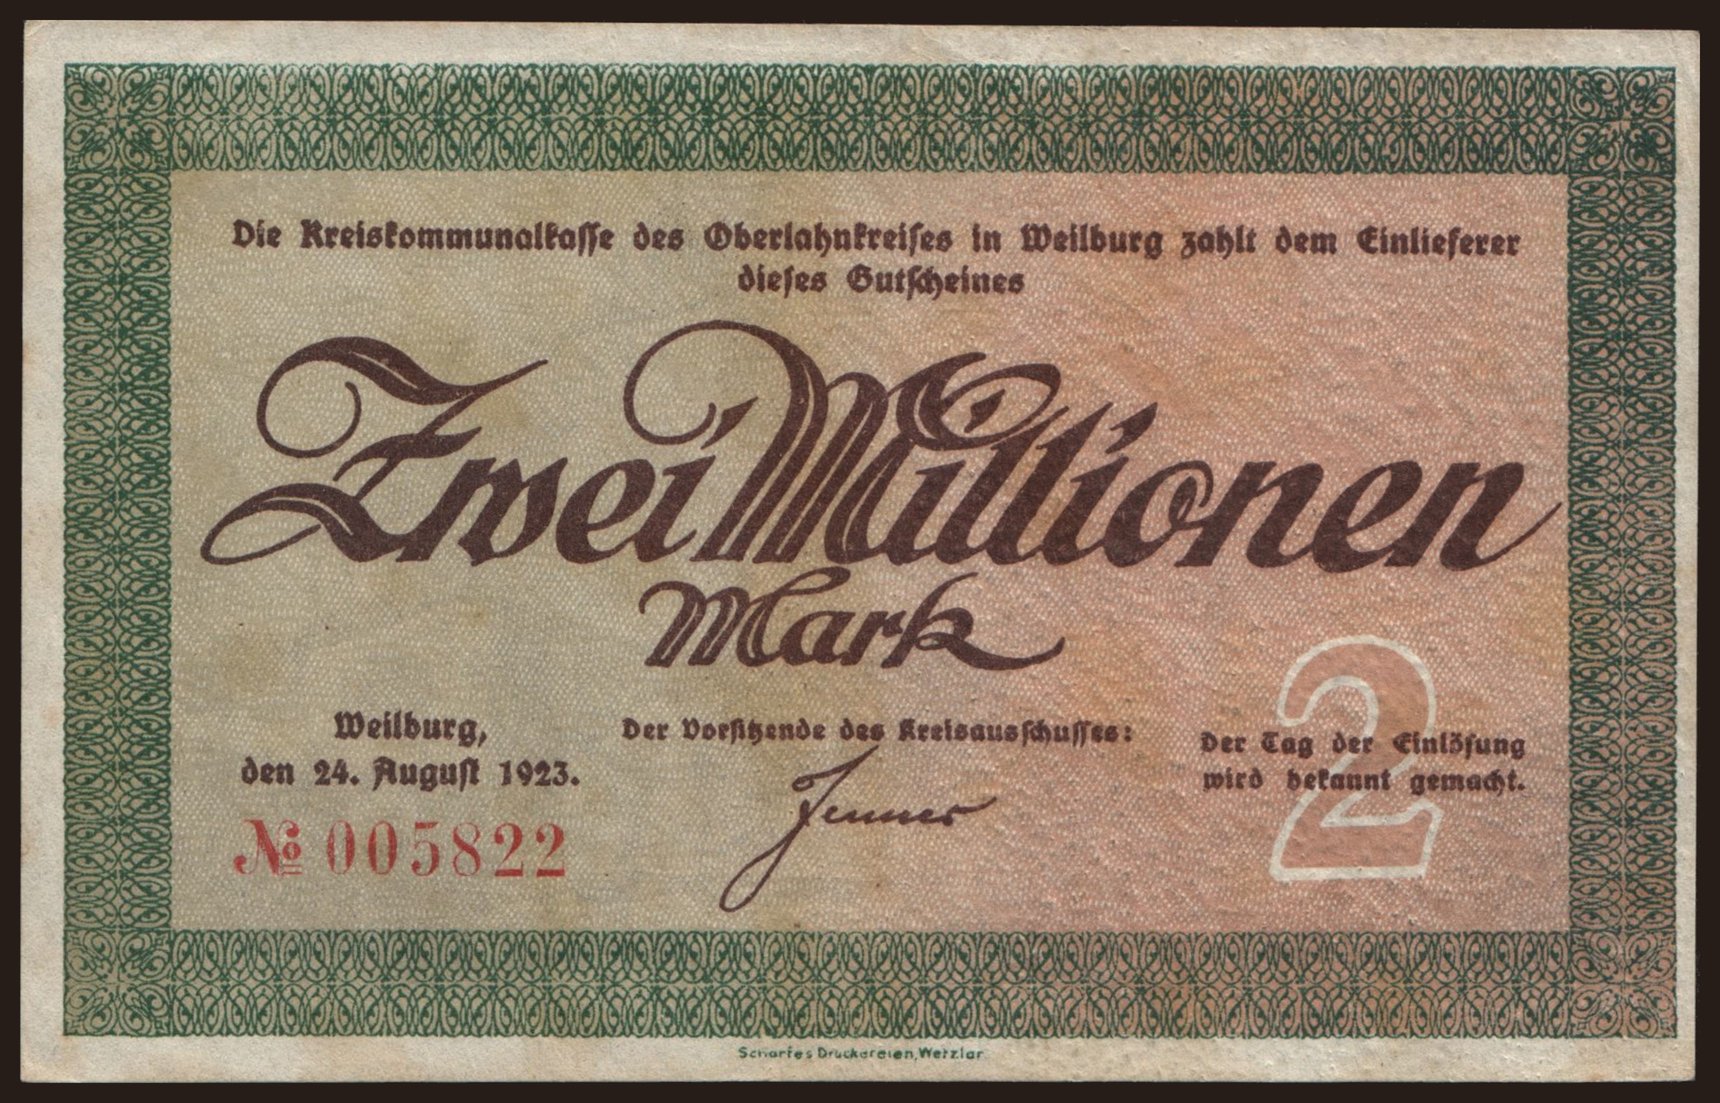 Die Kreiskommunalkasse des Oberlahnkreises in Weilburg zahlt dem Einlieferer
dieses Gutscheines
Zwei Millionen
Mark
Weilburg,
den 24. August 1923.
Der Vorsitzende des Kreisausschusses:
Jenner
Der Tag der Einlösung
wird bekannt gemacht.
2
№ 005822
Scharfes Druckereien, Wetzlar